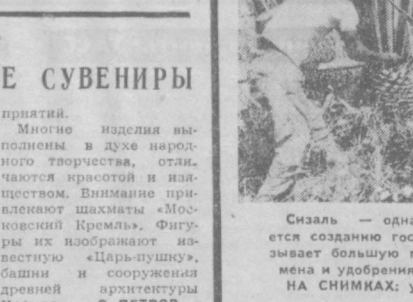 Е СУВЕНИРЫ
приятий.
Многие изделия вы-
полнены в духе народ-
ного творчества, отли-
чаются красотой и изя-
ществом. Внимание при-
влекают шахматы «Мос-
ковский Кремль». Фигу-
ры их изображают из-
вестную «Царь-пушку»,
башни и сооружения
древней архитектуры
О. ПЕТРОВ.
Сизаль — одна
ется созданию гос
зывает большую п
мена и удобрения
НА СНИМКАХ: у